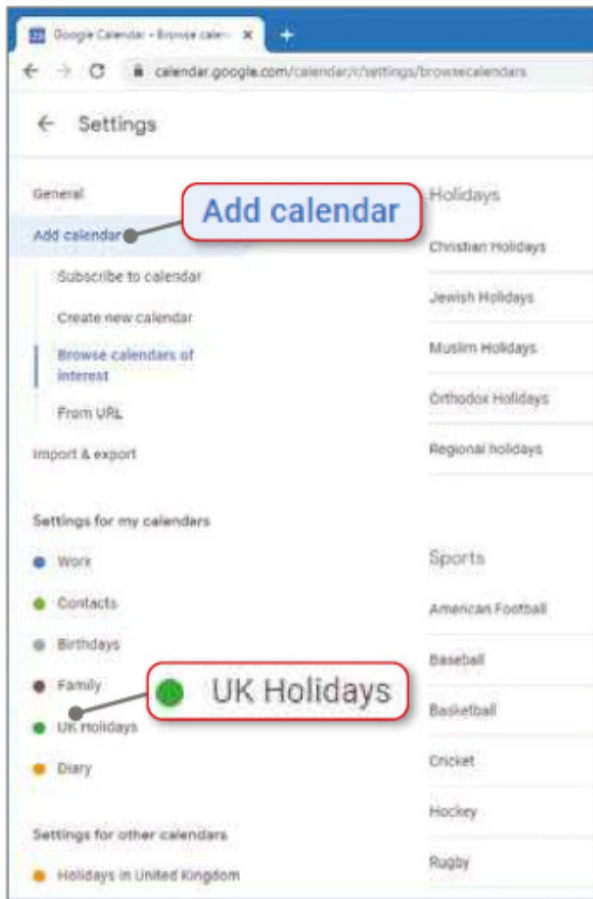 Google Calendar - Browse calen
calendar.google.com/calendar/r/settings/browsecalendars
Settings
General
Add calendar
Add calendar
Subscribe to calendar
Create new calendar
Browse calendars of
interest
From URL
Import & export
Settings for my calendars
Work
Contacts
Birthdays
Family
UK Holidays
UK Holidays
Diary
Settings for other calendars
Holidays in United Kingdom
Holidays
Christian Holidays
Jewish Holidays
Muslim Holidays
Orthodox Holidays
Regional holidays
Sports
American Football
Baseball
Basketball
Cricket
Hockey
Rugby